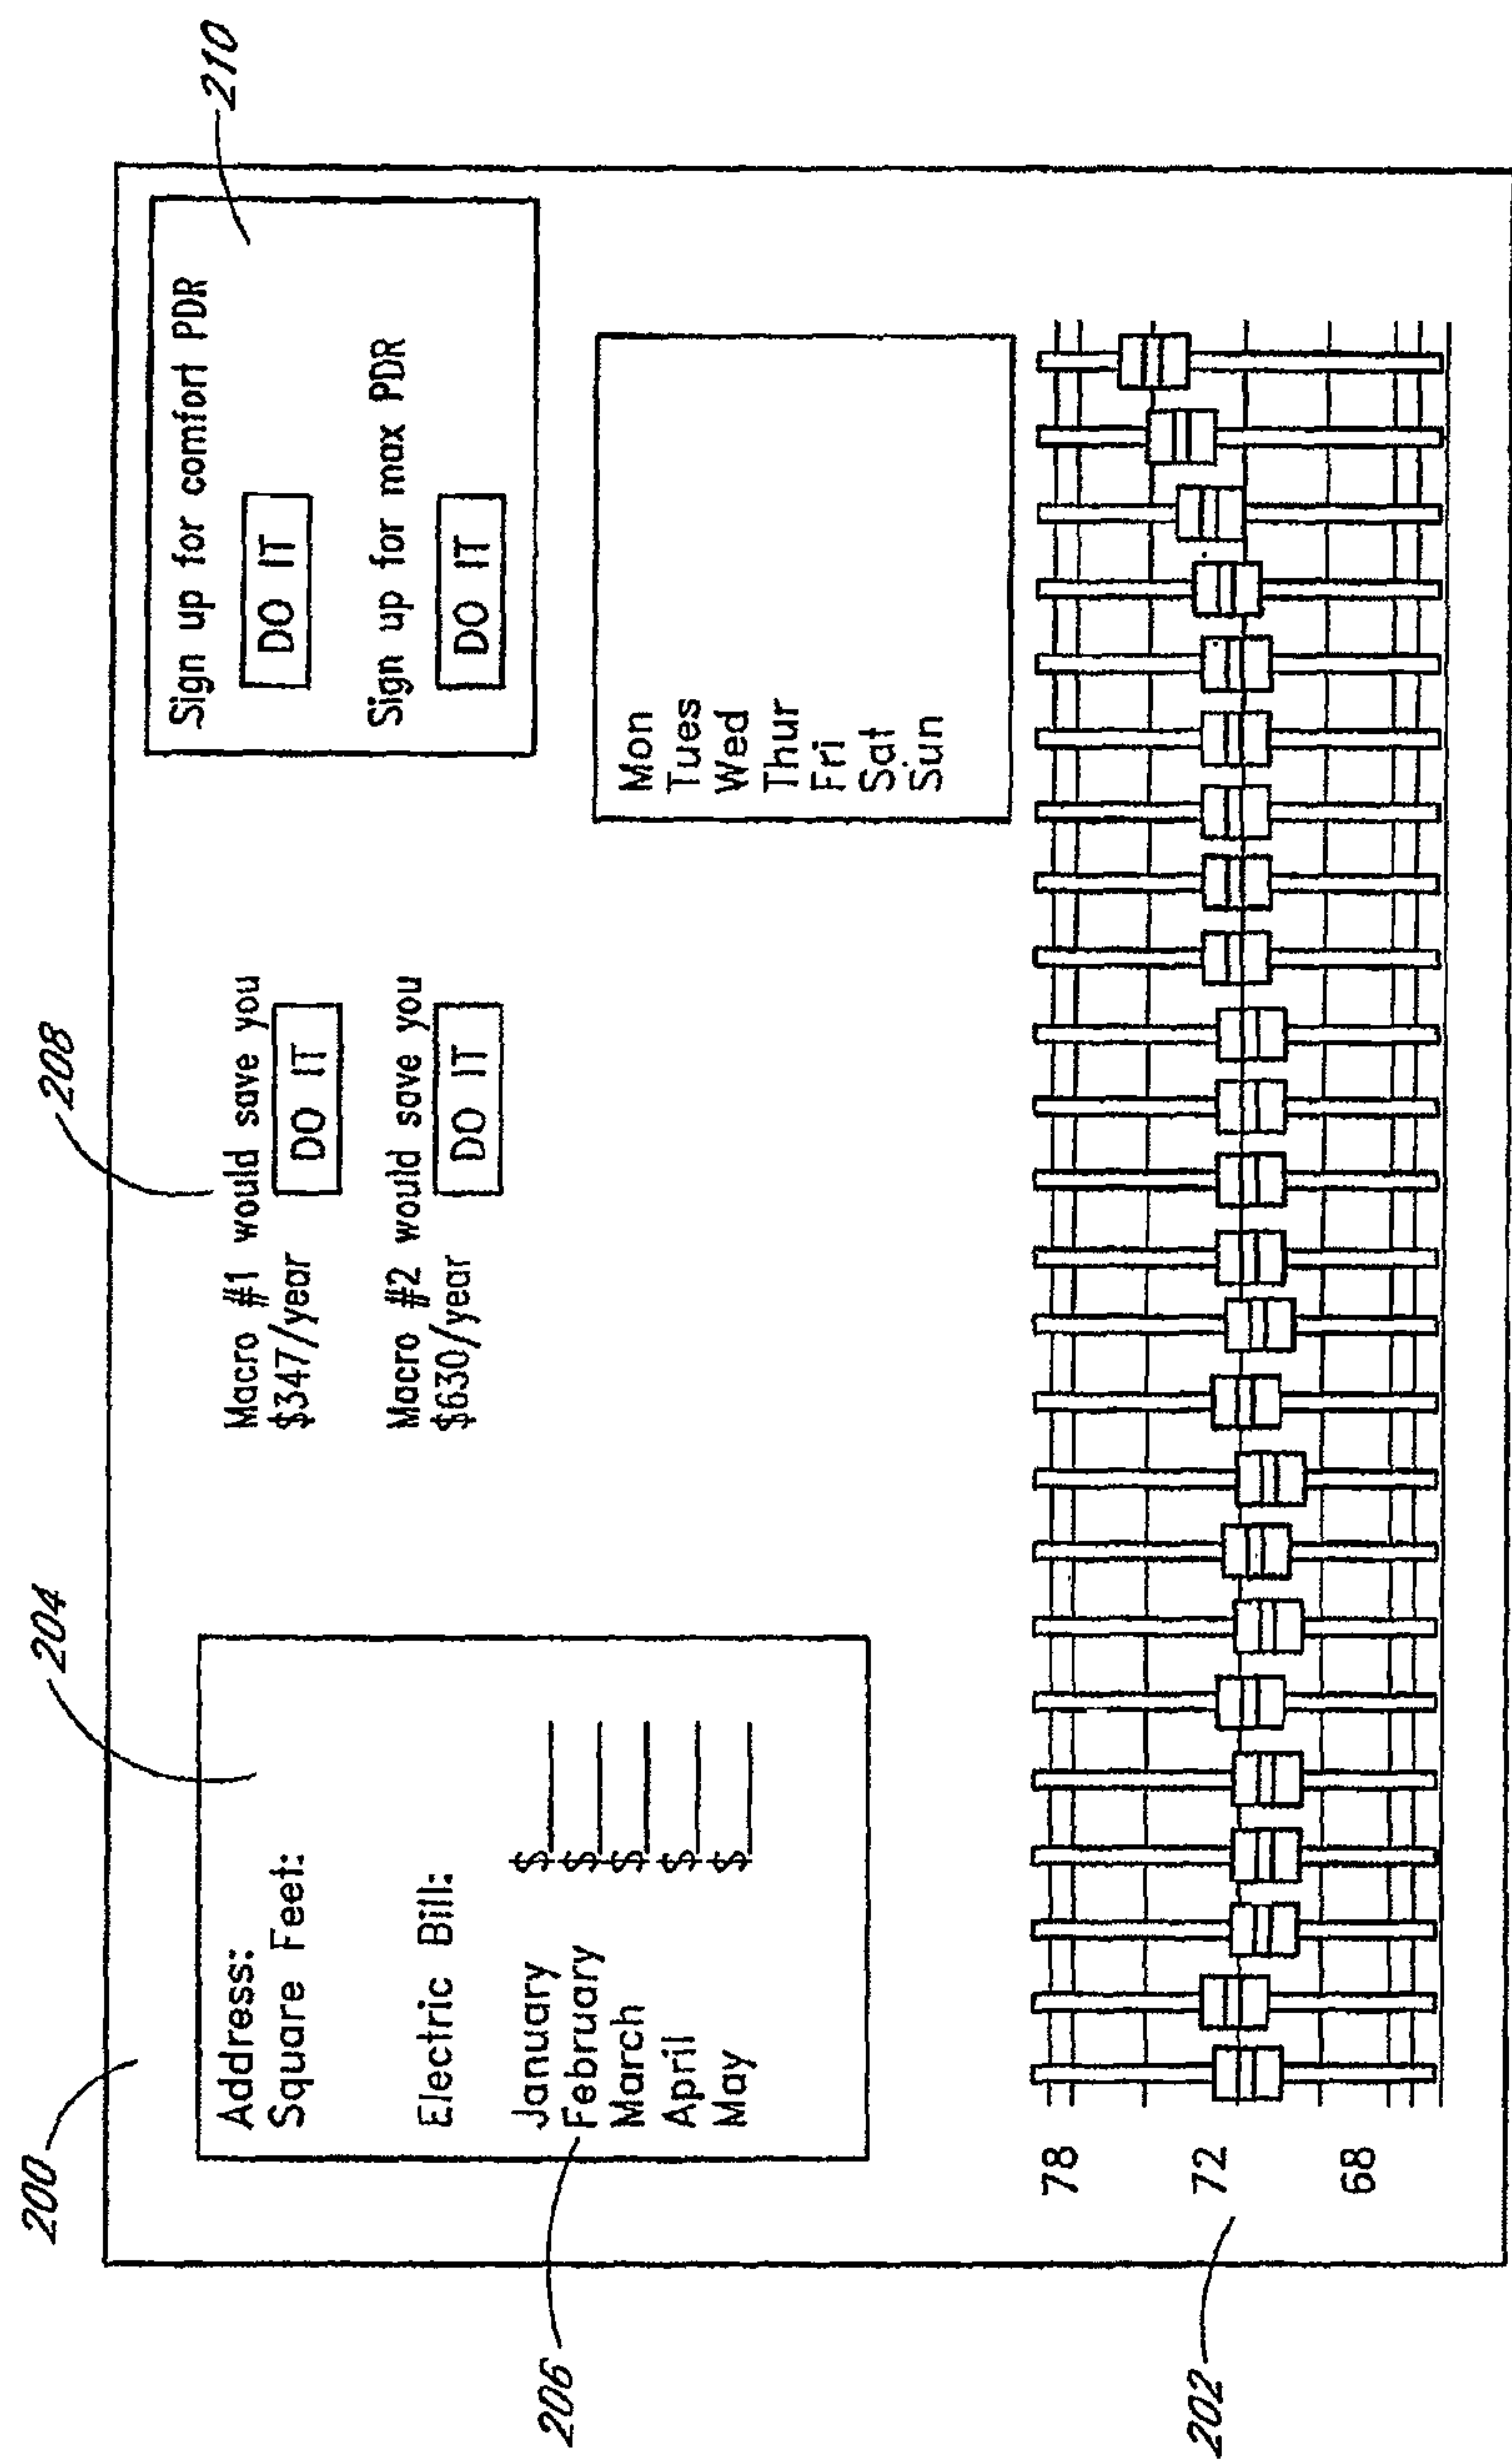 200
204
208
210
Address:
Square Feet:
Electric Bill:
January $
February $
March $
April $
May $
206
Macro #1 would save you
$347/year DO IT
Macro #2 would save you
$630/year DO IT
Sign up for comfort PDR
DO IT
Sign up for max PDR
DO IT
Mon
Tues
Wed
Thur
Fri
Sat
Sun
78
72
68
202